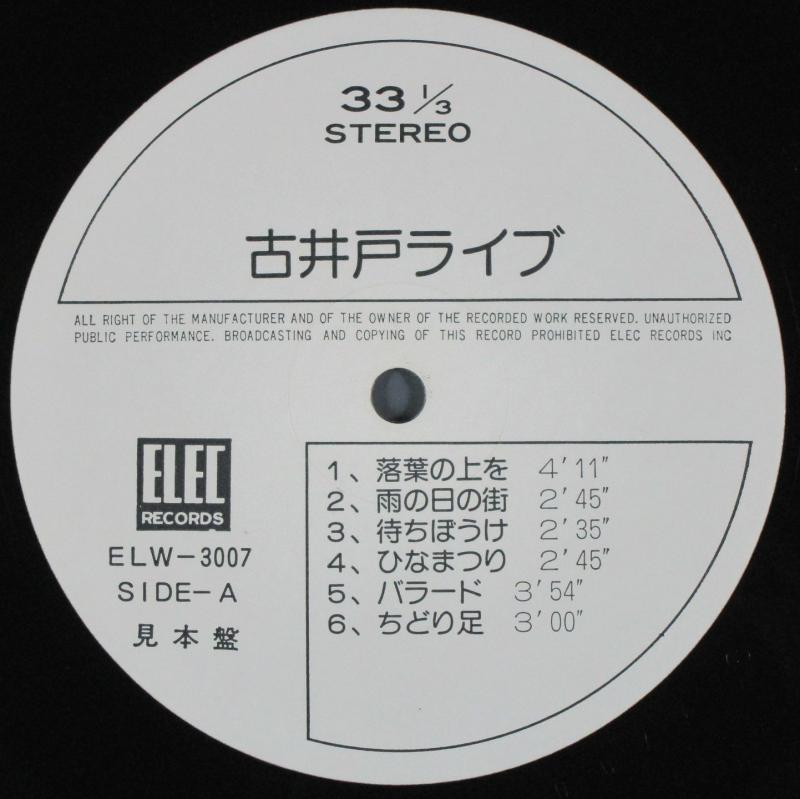 33 1/3
STEREO
古井戸ライブ
ALL RIGHT OF THE MANUFACTURER AND OF THE OWNER OF THE RECORDED WORK RESERVED. UNAUTHORIZED
PUBLIC PERFORMANCE. BROADCASTING AND COPYING OF THIS RECORD PROHIBITED ELEC RECORDS INC
ELEC
RECORDS
ELW-3007
SIDE-A
見本盤
1、落葉の上を 4'11"
2、雨の日の街 2'45"
3、待ちぼうけ 2'35"
4、ひなまつり 2'45"
5、バラード 3'54"
6、ちどり足 3'00"